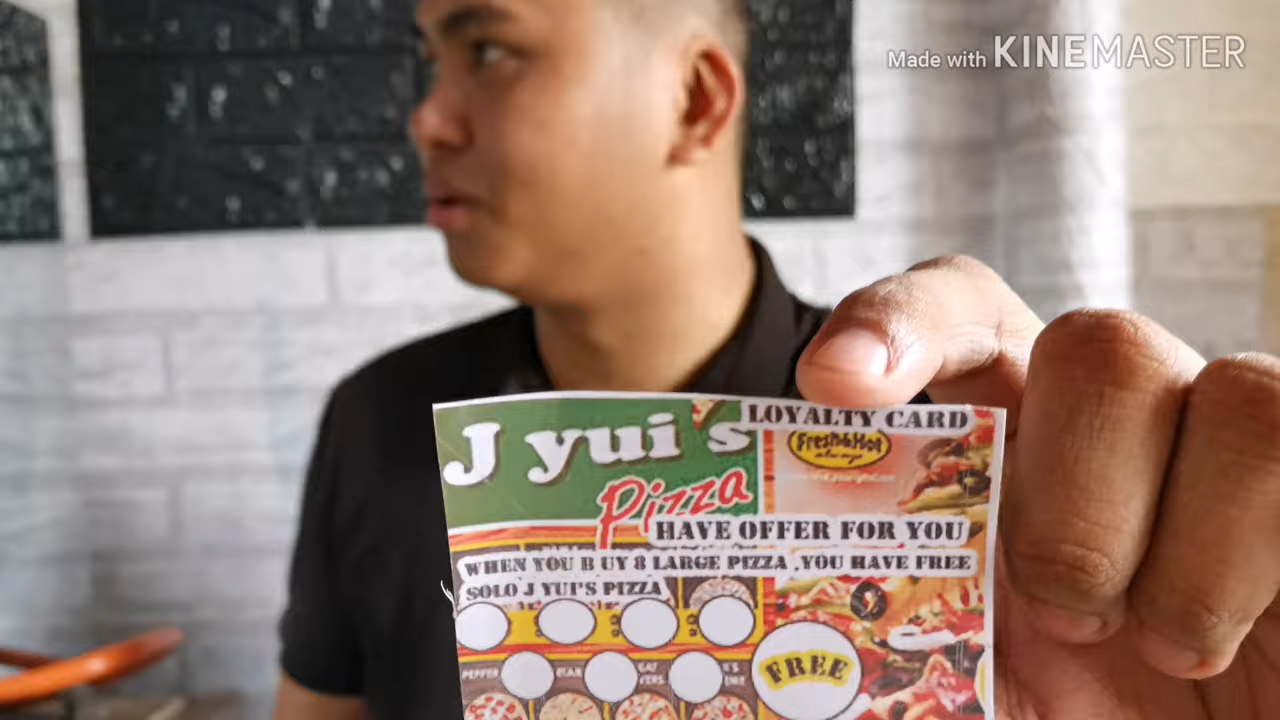 Made with KINEMASTER
J yui's
Pizza
LOYALTY CARD
Fresh&Hot
always
HAVE OFFER FOR YOU
WHEN YOU B UY 8 LARGE PIZZA ,YOU HAVE FREE
SOLO J YUI'S PIZZA
FREE